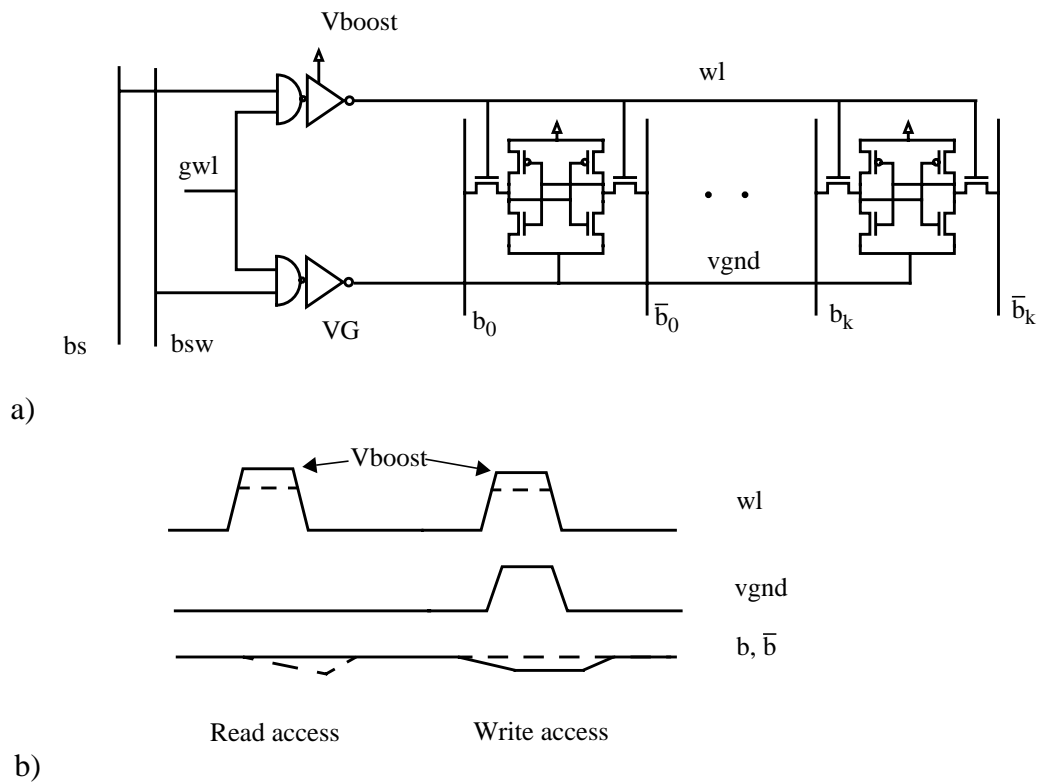 Vboost
wl
gwl
vgnd
VG
b0
b̅0
bk
b̅k
bs
bsw
a)
Vboost
wl
vgnd
b, b̅
Read access
Write access
b)